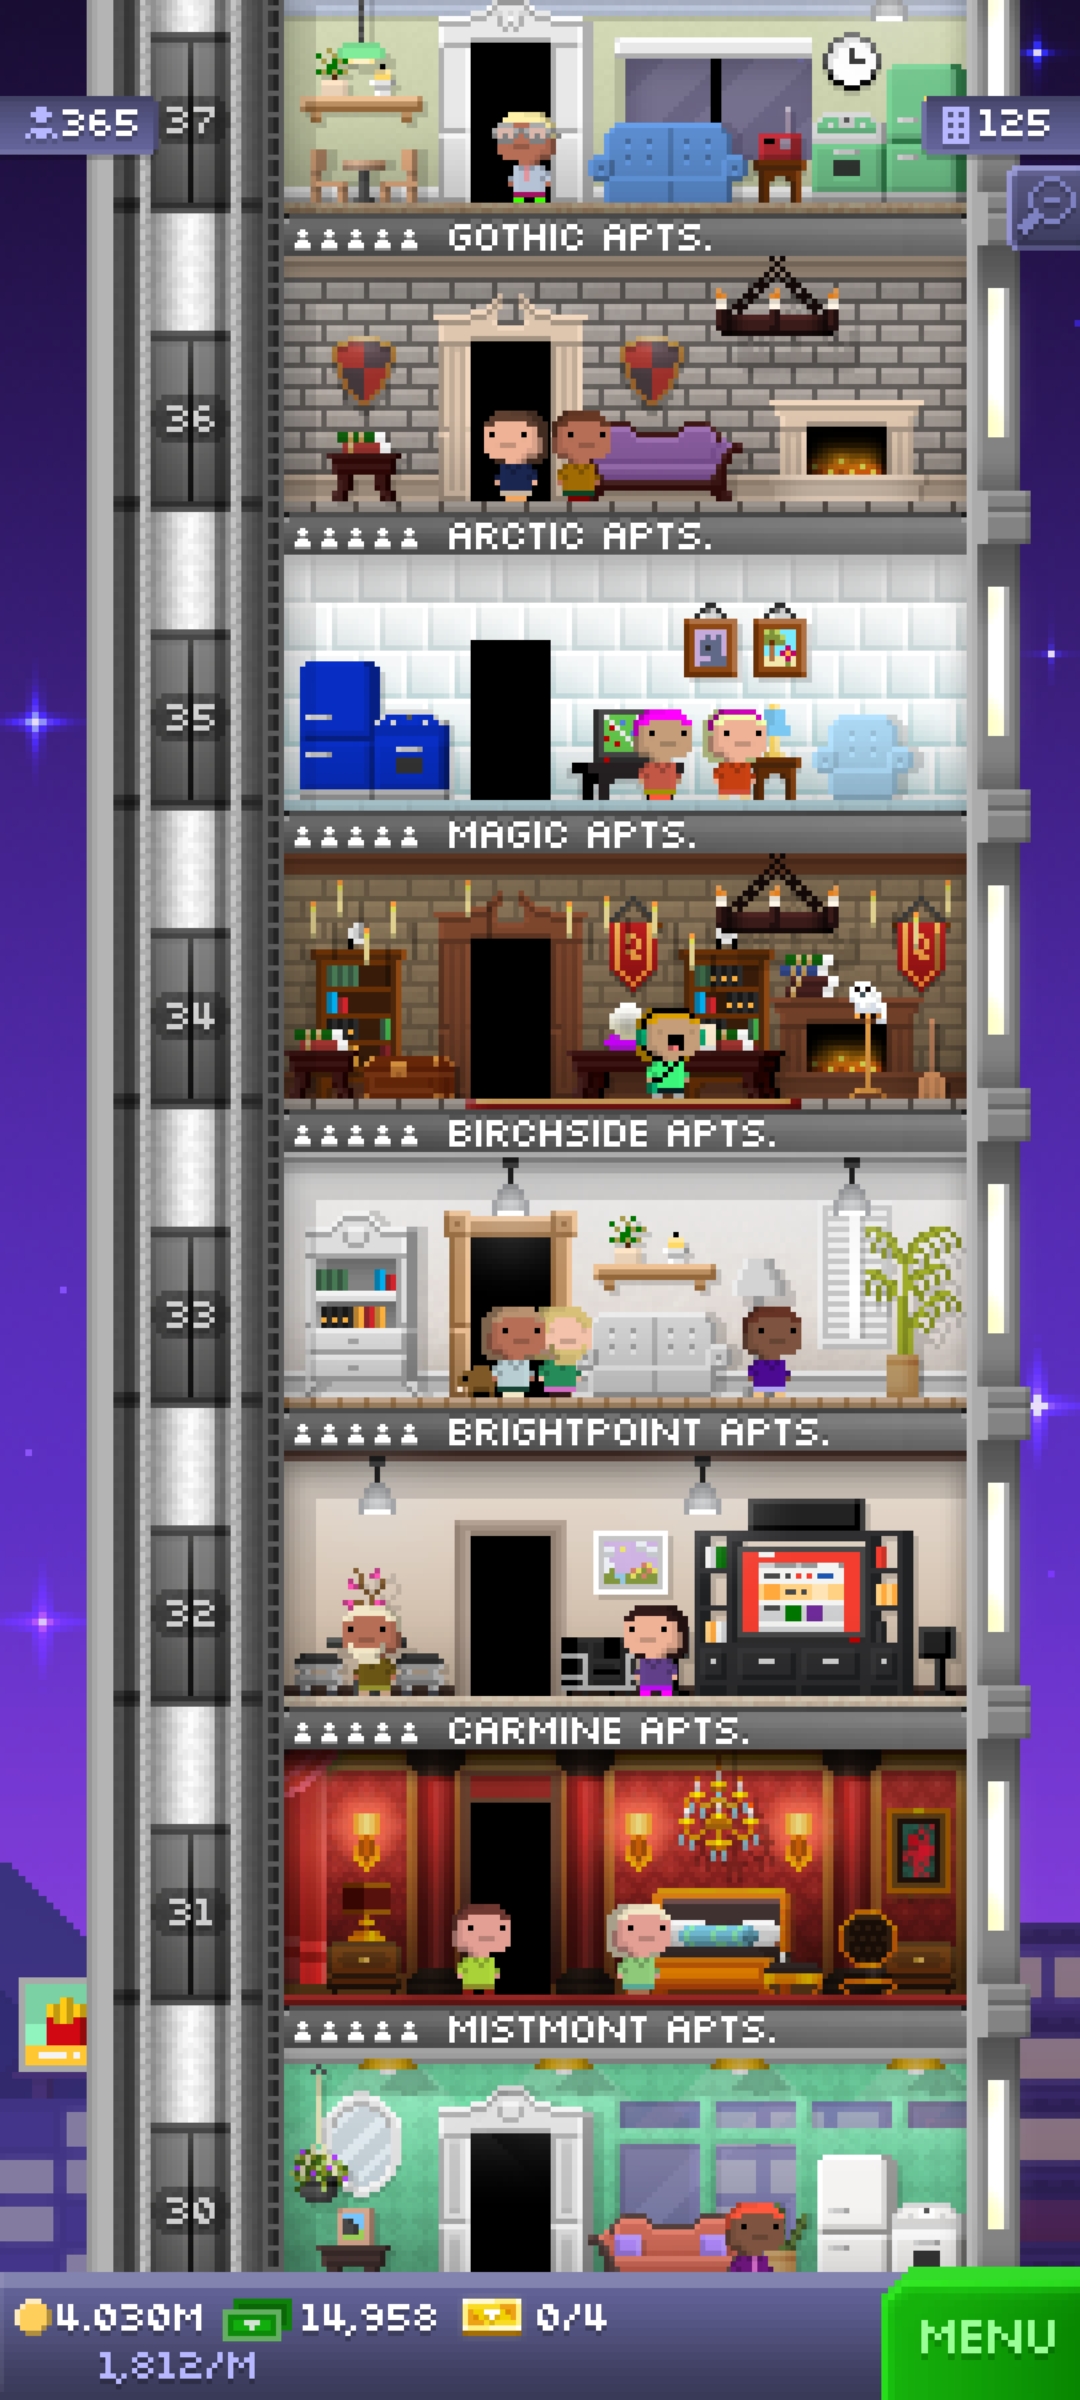 365
37
125
GOTHIC APTS.
36
ARCTIC APTS.
35
MAGIC APTS.
34
BIRCHSIDE APTS.
33
BRIGHTPOINT APTS.
32
CARMINE APTS.
31
MISTMONT APTS.
30
4.030M 14,958 0/4
1,812/M
MENU